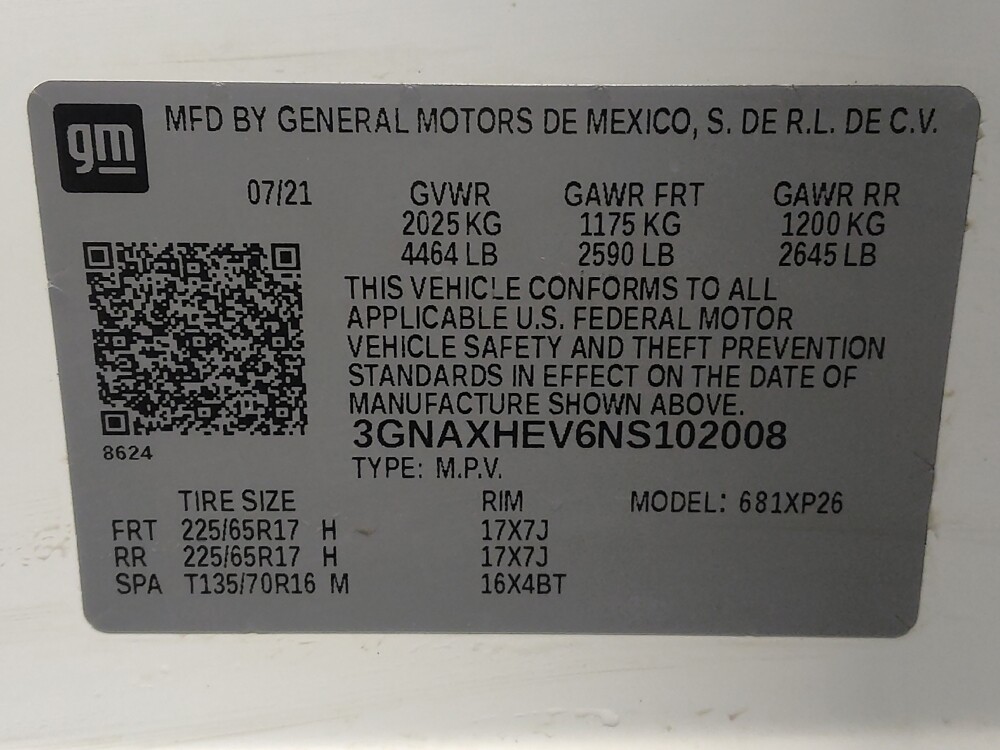 gm MFD BY GENERAL MOTORS DE MEXICO, S. DE R.L. DE C.V.
07/21 GVWR GAWR FRT GAWR RR
2025 KG 1175 KG 1200 KG
4464 LB 2590 LB 2645 LB
THIS VEHICLE CONFORMS TO ALL
APPLICABLE U.S. FEDERAL MOTOR
VEHICLE SAFETY AND THEFT PREVENTION
STANDARDS IN EFFECT ON THE DATE OF
MANUFACTURE SHOWN ABOVE.
3GNAXHEV6NS102008
8624
TYPE: M.P.V.
TIRE SIZE RIM MODEL: 681XP26
FRT 225/65R17 H 17X7J
RR 225/65R17 H 17X7J
SPA T135/70R16 M 16X4BT